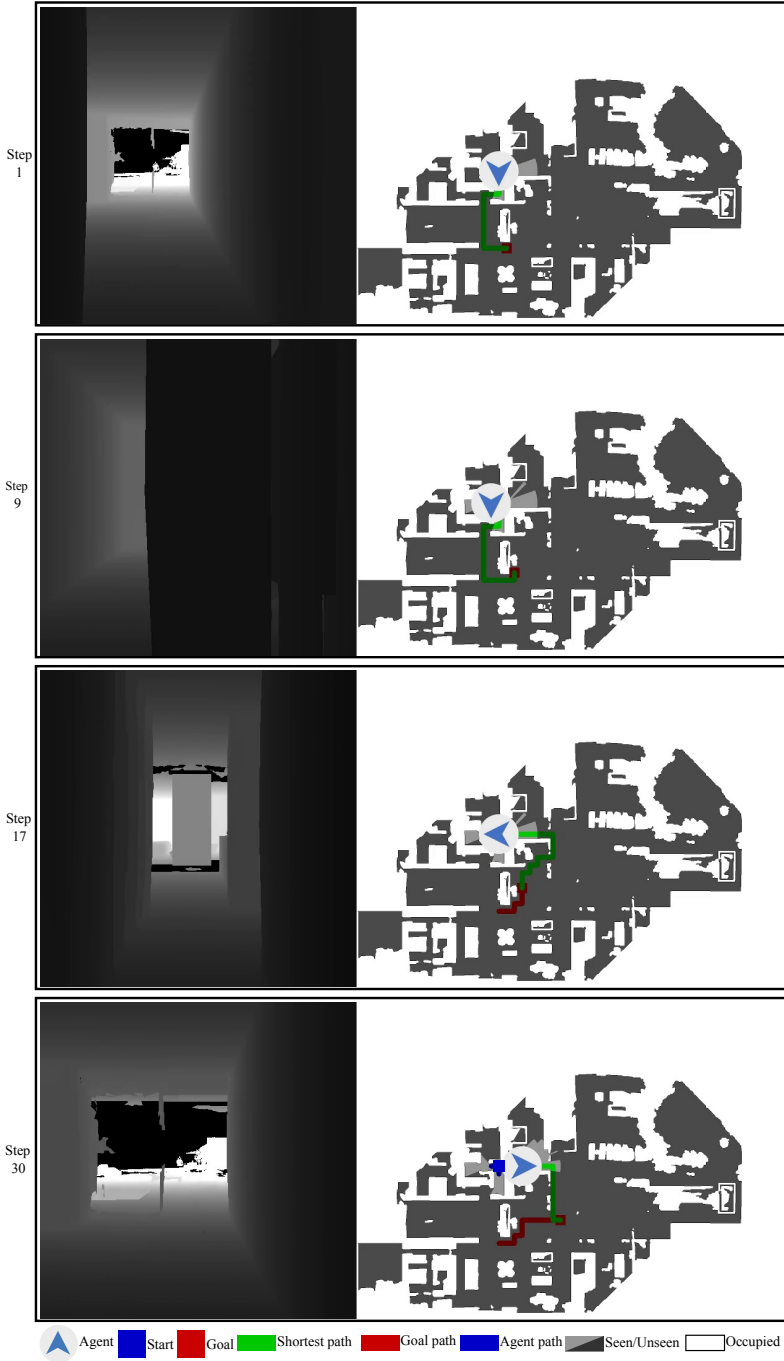 Step
1
Step
9
Step
17
Step
30
Agent Start Goal Shortest path Goal path Agent path Seen/Unseen Occupied